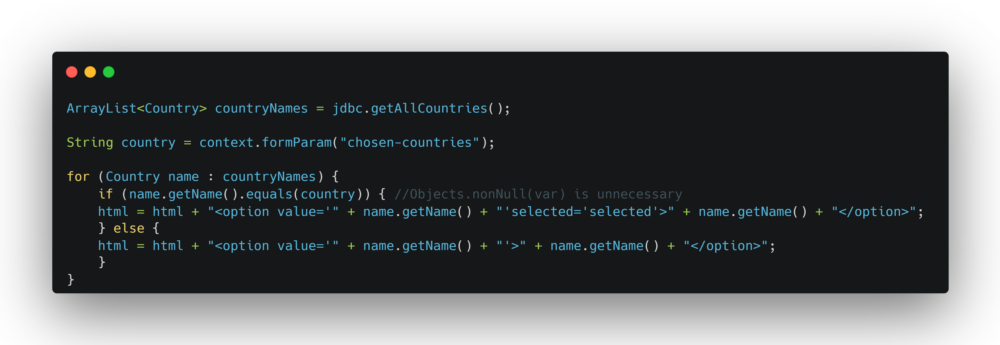 ArrayList<Country> countryNames = jdbc.getAllCountries();
String country = context.formParam("chosen-countries");
for (Country name : countryNames) {
if (name.getName().equals(country)) { //Objects.nonNull(var) is unnecessary
html = html + "<option value='" + name.getName() + "'selected='selected'>" + name.getName() + "</option>";
} else {
html = html + "<option value='" + name.getName() + "'>" + name.getName() + "</option>";
}
}